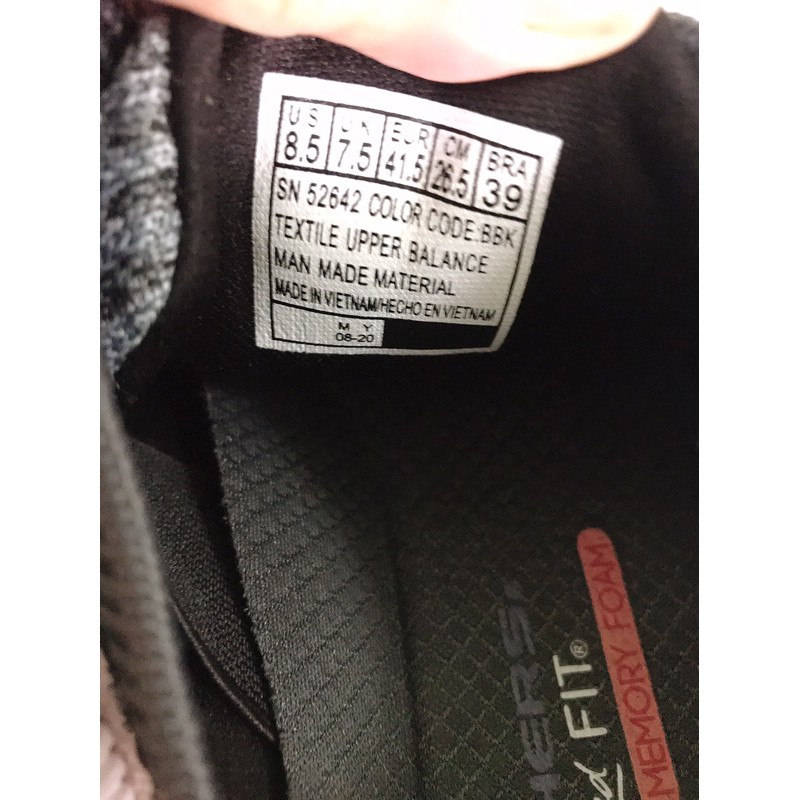 US UK EUR CM BRA
8.5 7.5 41.5 26.5 39
SN 52642 COLOR CODE:BBK
TEXTILE UPPER BALANCE
MAN MADE MATERIAL
MADE IN VIETNAM/HECHO EN VIETNAM
M Y
08-20
HERS
d FIT®
MEMORY FOAM